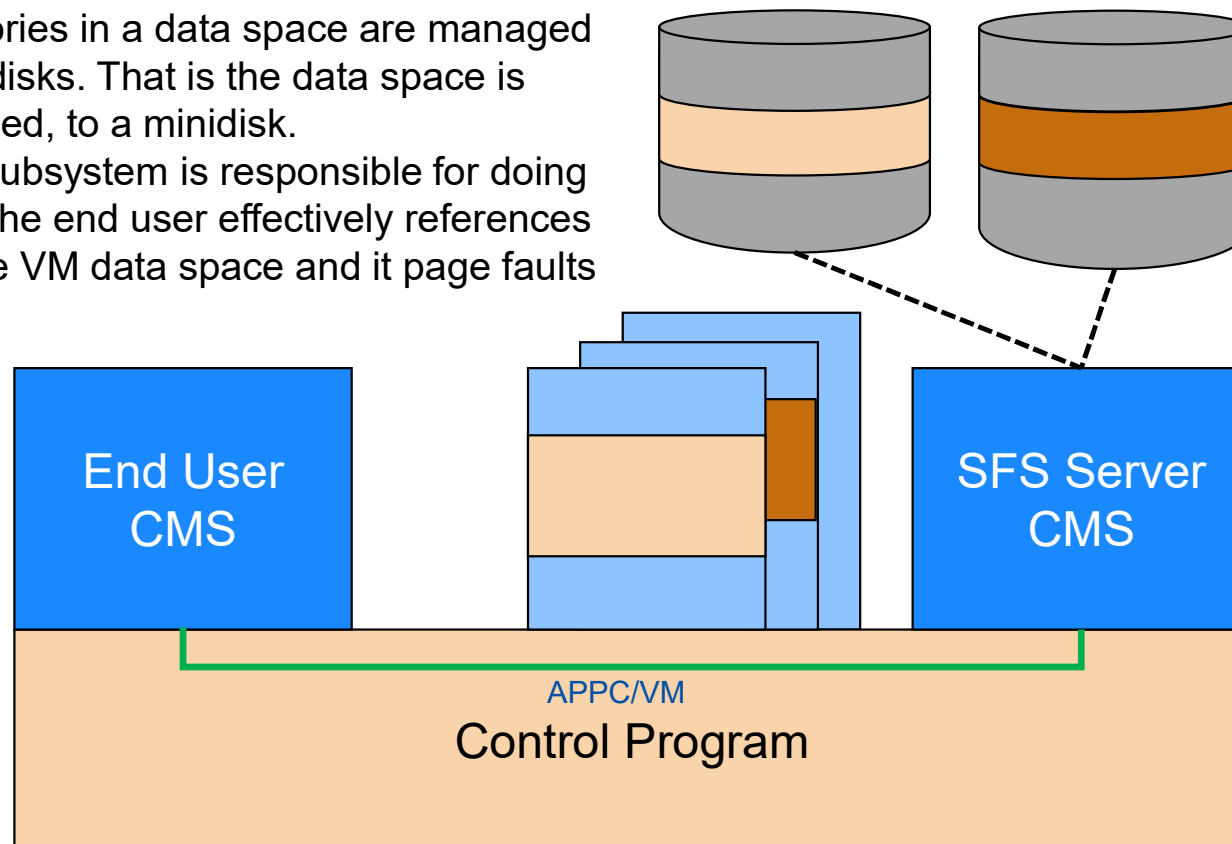 ories in a data space are managed
disks. That is the data space is
ed, to a minidisk.
ubsystem is responsible for doing
he end user effectively references
e VM data space and it page faults
End User
CMS
SFS Server
CMS
APPC/VM
Control Program